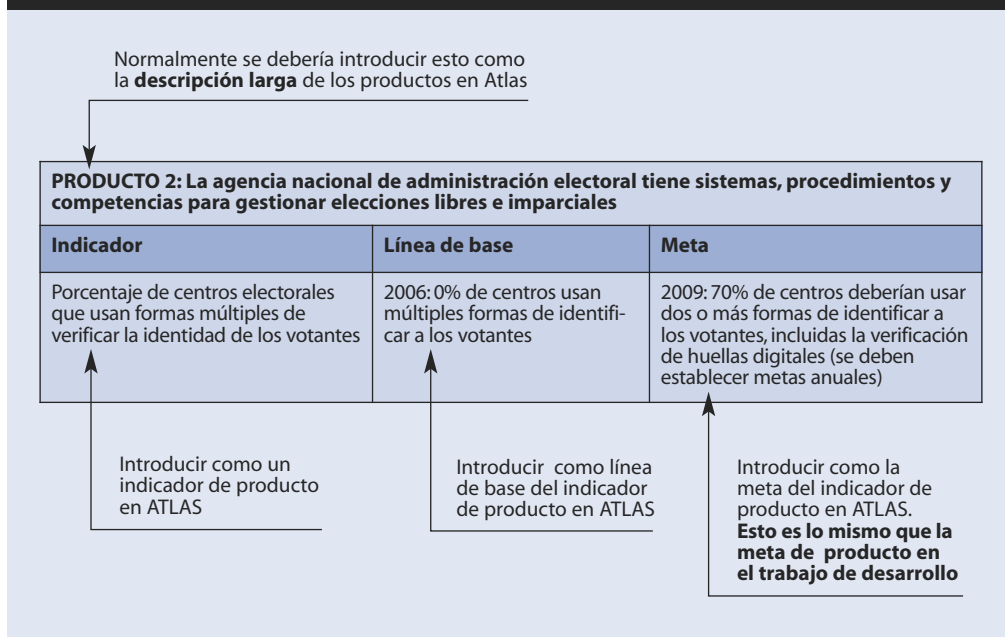 Normalmente se debería introducir esto como
la descripción larga de los productos en Atlas
PRODUCTO 2: La agencia nacional de administración electoral tiene sistemas, procedimientos y
competencias para gestionar elecciones libres e imparciales
Indicador
Línea de base
Meta
Porcentaje de centros electorales
que usan formas múltiples de
verificar la identidad de los votantes
2006: 0% de centros usan
múltiples formas de identifi-
car a los votantes
2009: 70% de centros deberían usar
dos o más formas de identificar a
los votantes, incluidas la verificación
de huellas digitales (se deben
establecer metas anuales)
Introducir como un
indicador de producto
en ATLAS
Introducir como línea
de base del indicador
de producto en ATLAS
Introducir como la
meta del indicador de
producto en ATLAS.
Esto es lo mismo que la
meta de producto en
el trabajo de desarrollo